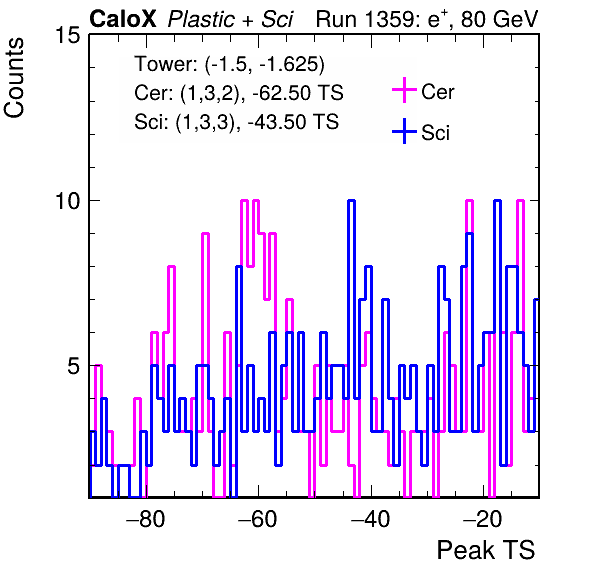 CaloX Plastic + Sci Run 1359: e+, 80 GeV
Counts
15
10
5
Tower: (-1.5, -1.625)
Cer: (1,3,2), -62.50 TS
Sci: (1,3,3), -43.50 TS
Cer
Sci
−80 −60 −40 −20
Peak TS